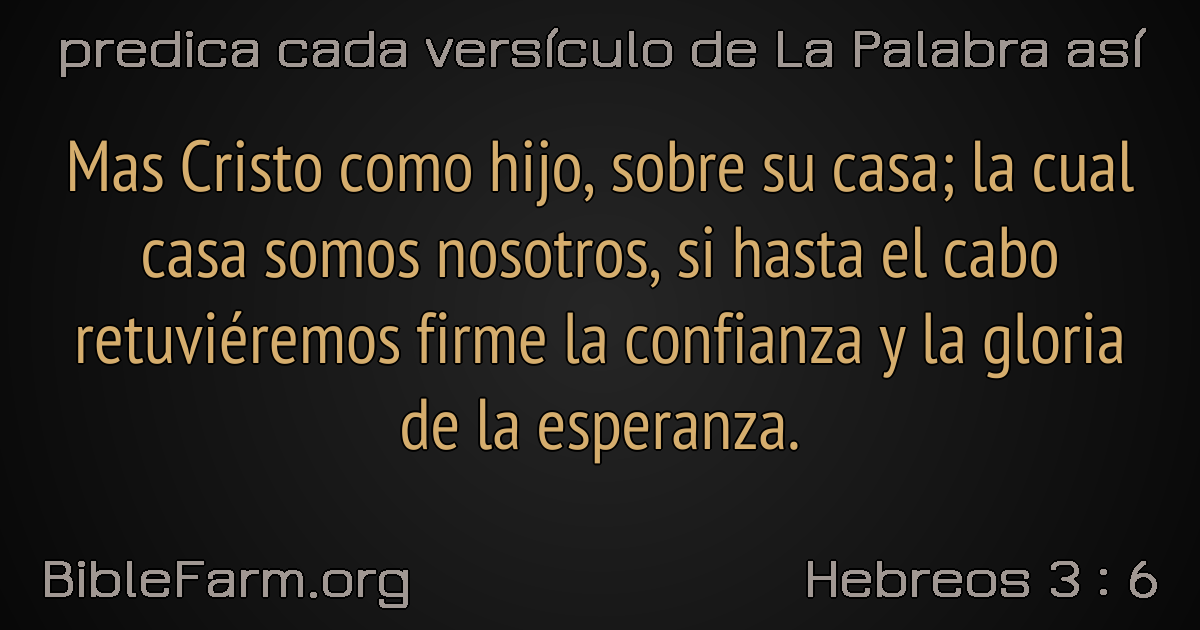 predica cada versículo de La Palabra así
Mas Cristo como hijo, sobre su casa; la cual
casa somos nosotros, si hasta el cabo
retuviéremos firme la confianza y la gloria
de la esperanza.
BibleFarm.org
Hebreos 3 : 6